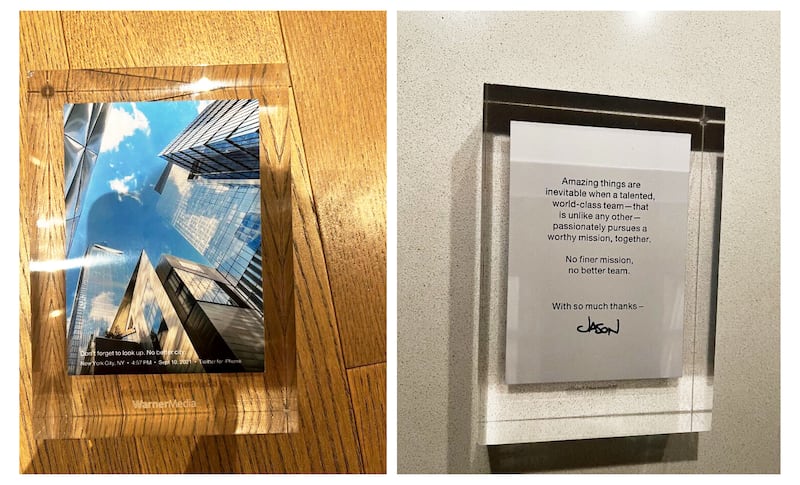 Don't forget to look up. No better city.
New York City, NY • 4:57 PM • Sept 10, 2021 • Twitter for iPhone
WarnerMedia
WarnerMedia
Amazing things are
inevitable when a talented,
world-class team—that
is unlike any other—
passionately pursues a
worthy mission, together.
No finer mission,
no better team.
With so much thanks –
JASON